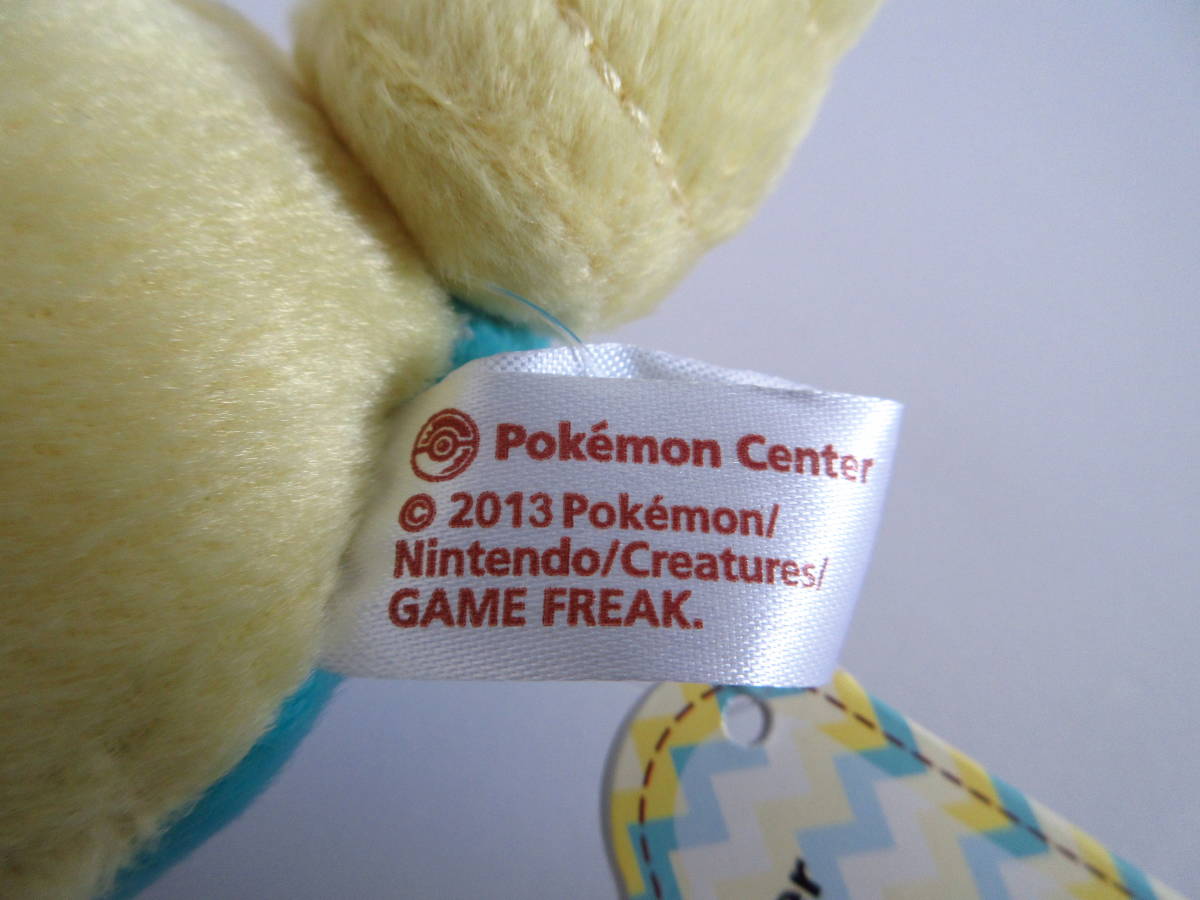 Pokémon Center
© 2013 Pokémon/
Nintendo/Creatures/
GAME FREAK.